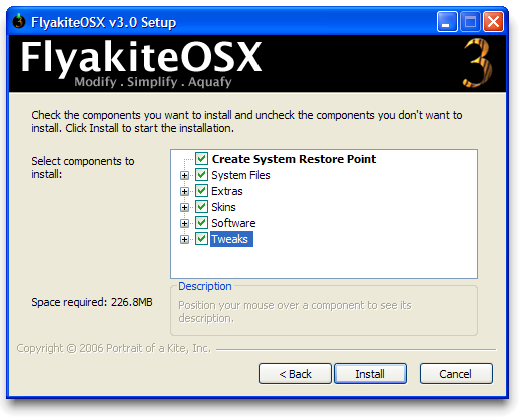 FlyakiteOSX v3.0 Setup
FlyakiteOSX
3
Modify . Simplify . Aquafy
Check the components you want to install and uncheck the components you don't want to
install. Click Install to start the installation.
Select components to
install:
Create System Restore Point
System Files
Extras
Skins
Software
Tweaks
Space required: 226.8MB
Description
Position your mouse over a component to see its
description.
Copyright © 2006 Portrait of a Kite, Inc.
< Back
Install
Cancel